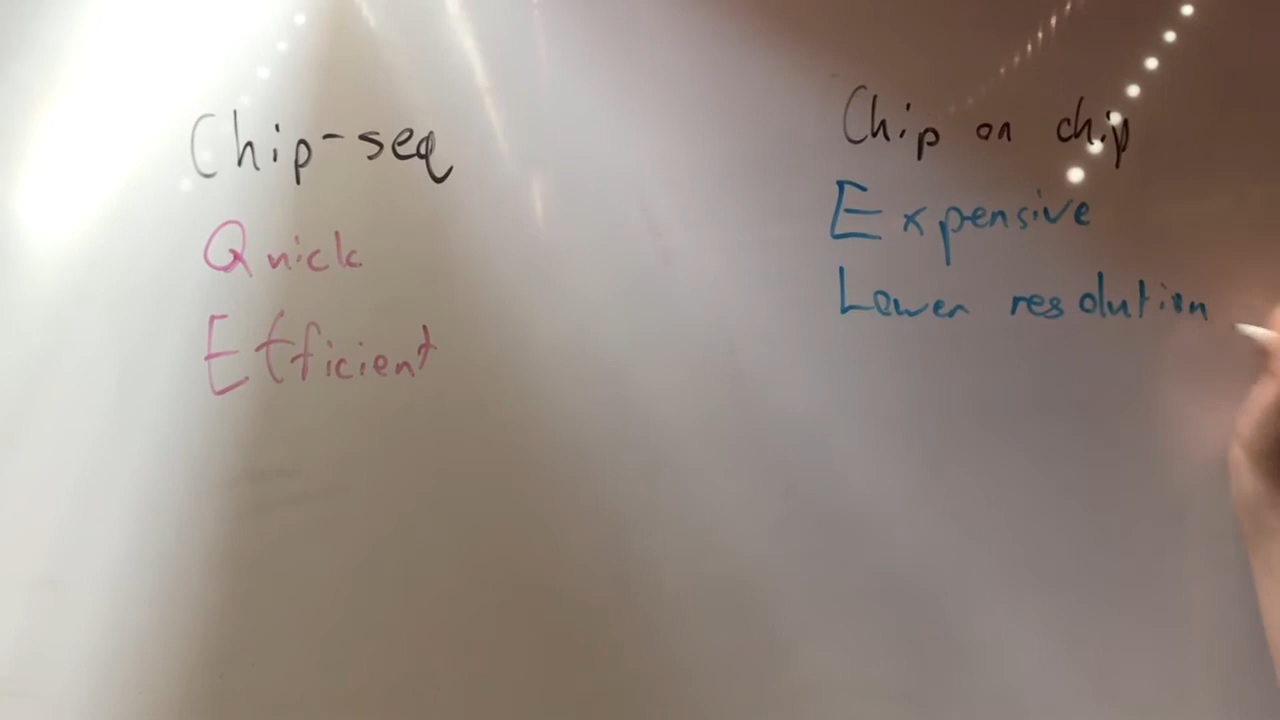 Chip-seq
Quick
Efficient
Chip on chip
Expensive
Lower resolution